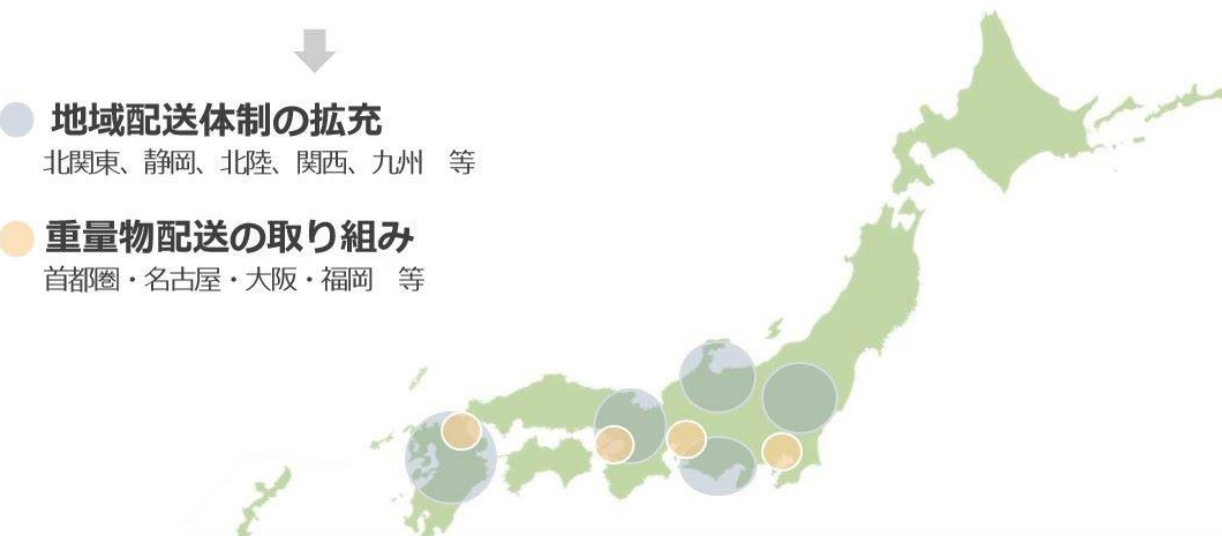 地域配送体制の拡充
北関東、静岡、北陸、関西、九州　等
重量物配送の取り組み
首都圏・名古屋・大阪・福岡　等